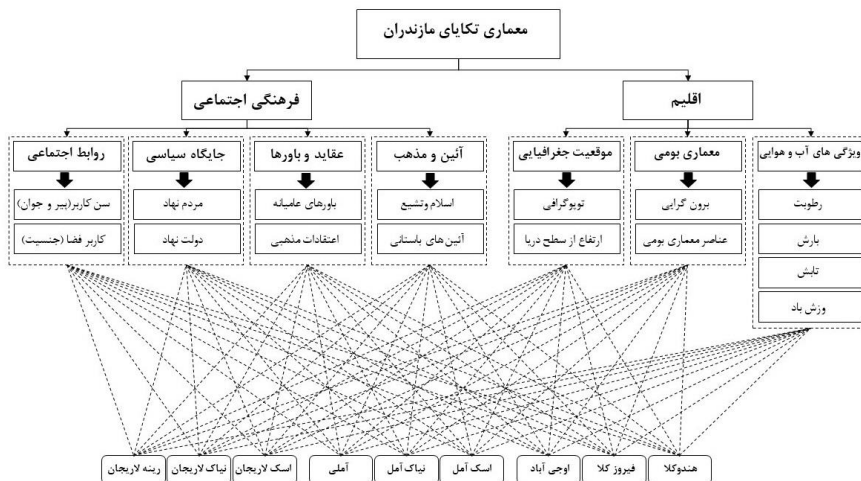 معماری تکایای مازندران
اقلیم
فرهنگی اجتماعی
ویژگی های آب و هوایی
معماری بومی
موقعیت جغرافیایی
آئین و مذهب
عقاید و باورها
جایگاه سیاسی
روابط اجتماعی
رطوبت
برون گرایی
توپوگرافی
اسلام وتشیع
باورهای عامیانه
مردم نهاد
سن کاربر(پیر و جوان)
بارش
عناصر معماری بومی
ارتفاع از سطح دریا
آئین های باستانی
اعتقادات مذهبی
دولت نهاد
کاربر فضا (جنسیت)
تابش
وزش باد
هندوکلا
فیروز کلا
اوجی آباد
اسک آمل
نیاک آمل
آملی
اسک لاریجان
نیاک لاریجان
رینه لاریجان